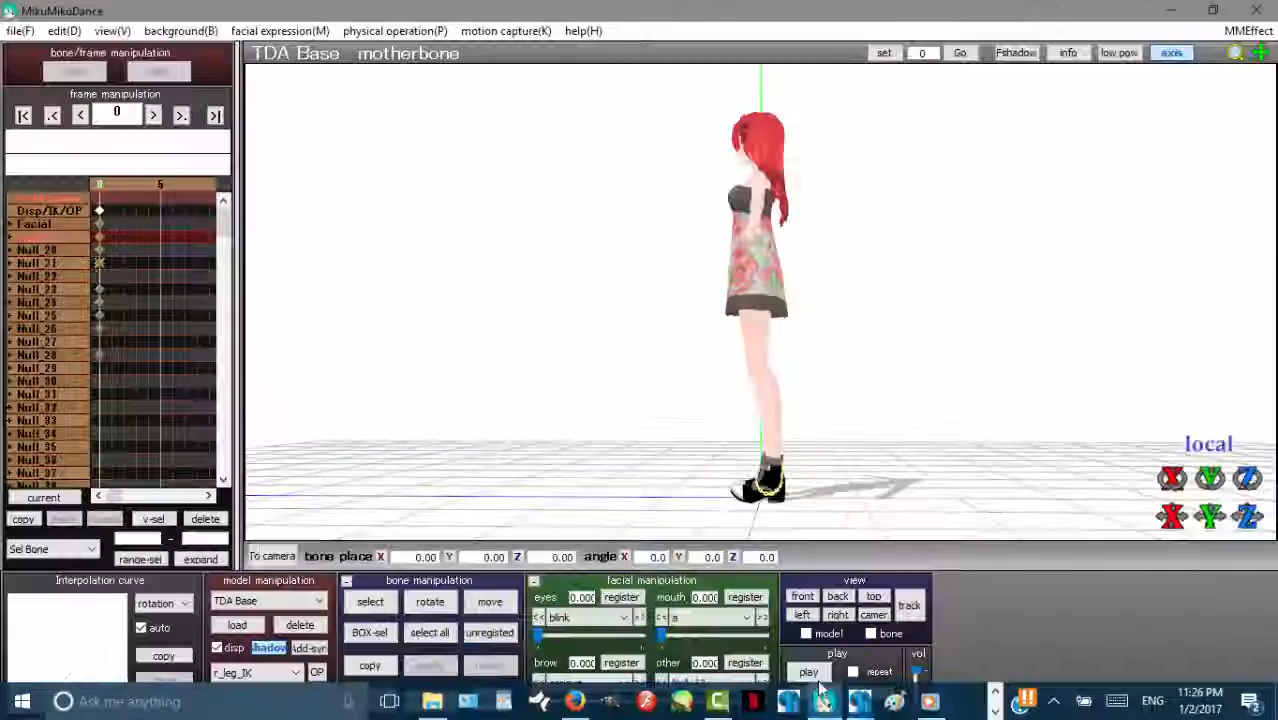 MikuMikuDance
file(F) edit(D) view(V) background(B) facial expression(M) physical operation(P) motion capture(K) help(H) MMEffect
bone/frame manipulation
TDA Base motherbone
set 0 Go Fshadow info low pow axis
frame manipulation
|< .< < 0 > >. >|
0 5
Disp/IK/OP
Facial
Null_20
Null_21
Null_22
Null_23
Null_25
Null_26
Null_27
Null_28
Null_29
Null_30
Null_31
Null_32
Null_33
Null_34
Null_35
Null_36
Null_37
local
X Y Z
X Y Z
current
copy v-sel delete
Sel Bone -
range-sel expand
To camera bone place X 0.00 Y 0.00 Z 0.00 angle X 0.0 Y 0.0 Z 0.0
Interpolation curve
rotation
auto
copy
model manipulation
TDA Base
load delete
disp shadow Add-syn
r_leg_IK OP
bone manipulation
select rotate move
BOX-sel select all unregisted
copy
facial manipulation
eyes 0.000 register mouth 0.000 register
<< blink >> << a >>
brow 0.000 register other 0.000 register
view
front back top
left right camer track
model bone
play vol
play repeat
Ask me anything
ENG
11:26 PM
1/2/2017
2